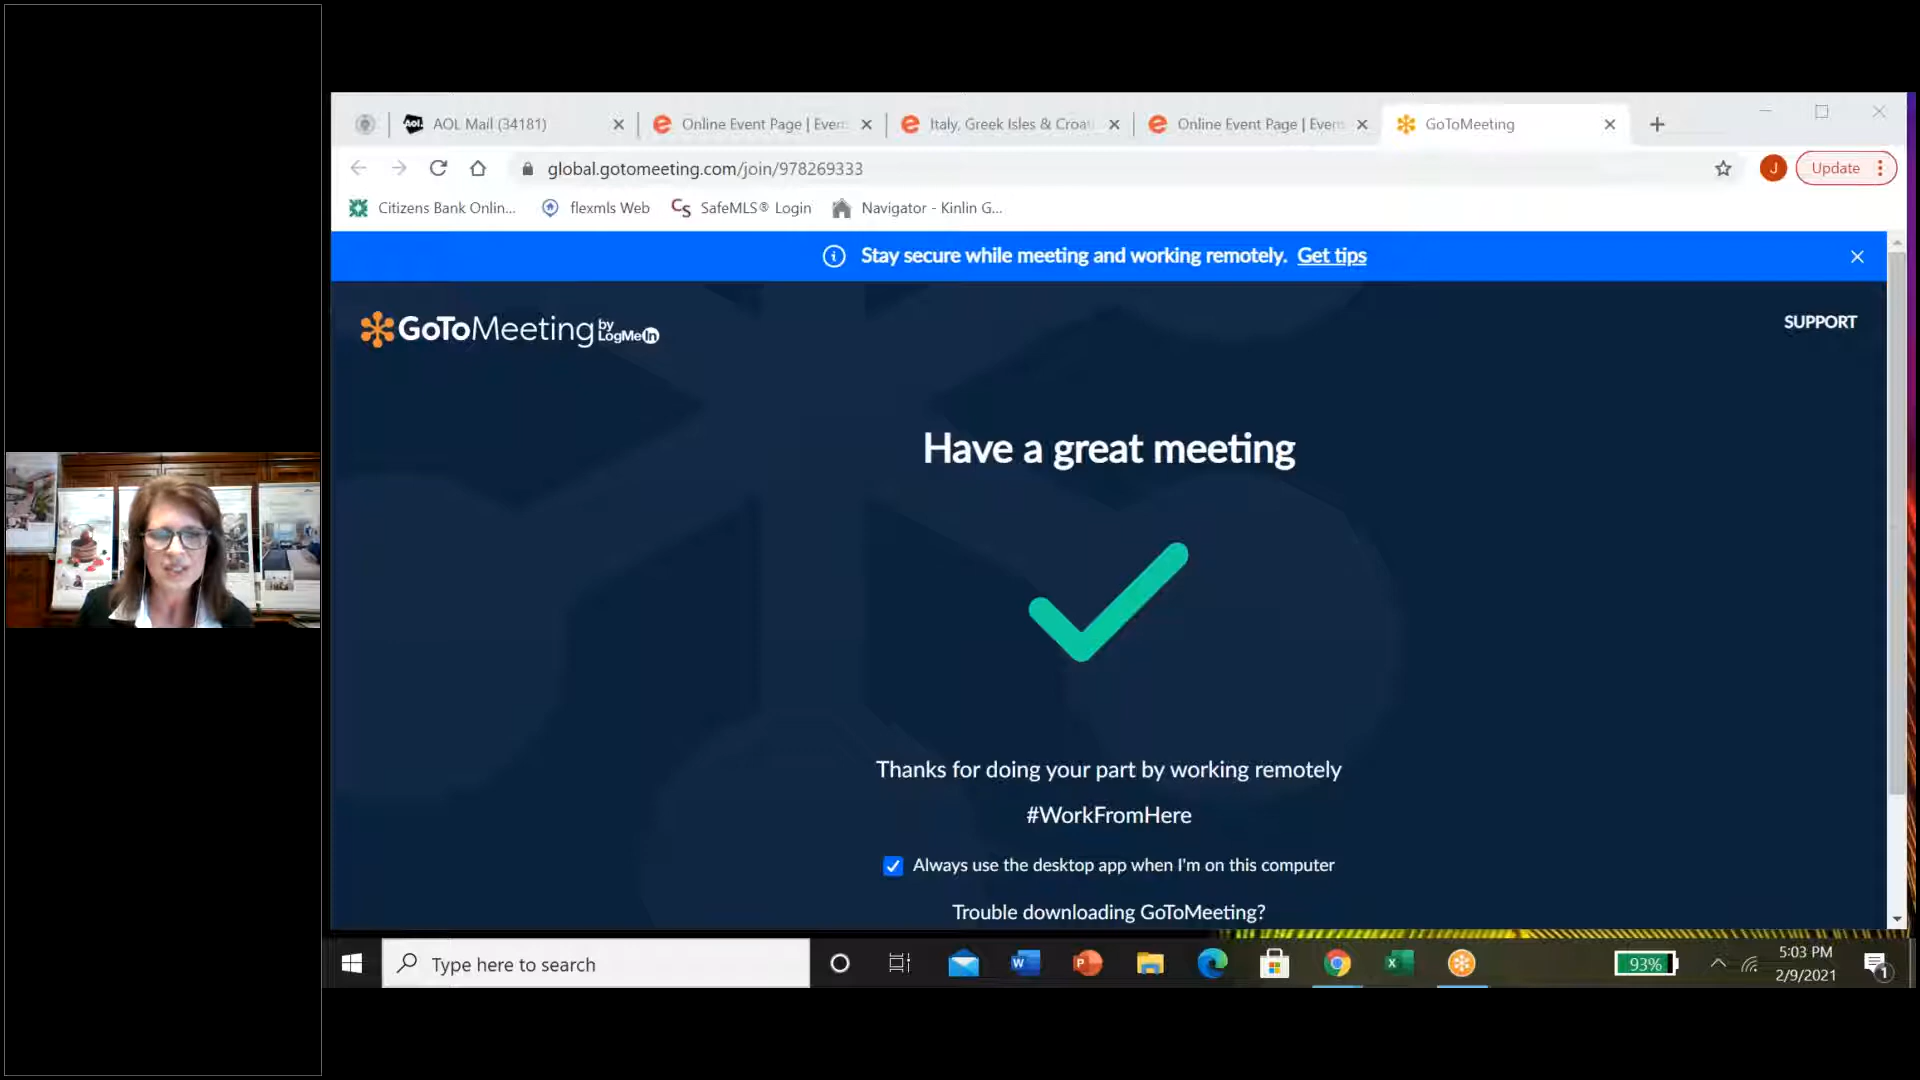 AOL Mail (34181)
Online Event Page | Even
Italy, Greek Isles & Croat
Online Event Page | Even
GoToMeeting
global.gotomeeting.com/join/978269333
J
Update
Citizens Bank Onlin...
flexmls Web
SafeMLS® Login
Navigator - Kinlin G...
Stay secure while meeting and working remotely. Get tips
GoToMeeting by LogMeIn
SUPPORT
Have a great meeting
Thanks for doing your part by working remotely
#WorkFromHere
Always use the desktop app when I'm on this computer
Trouble downloading GoToMeeting?
Type here to search
93%
5:03 PM
2/9/2021
1